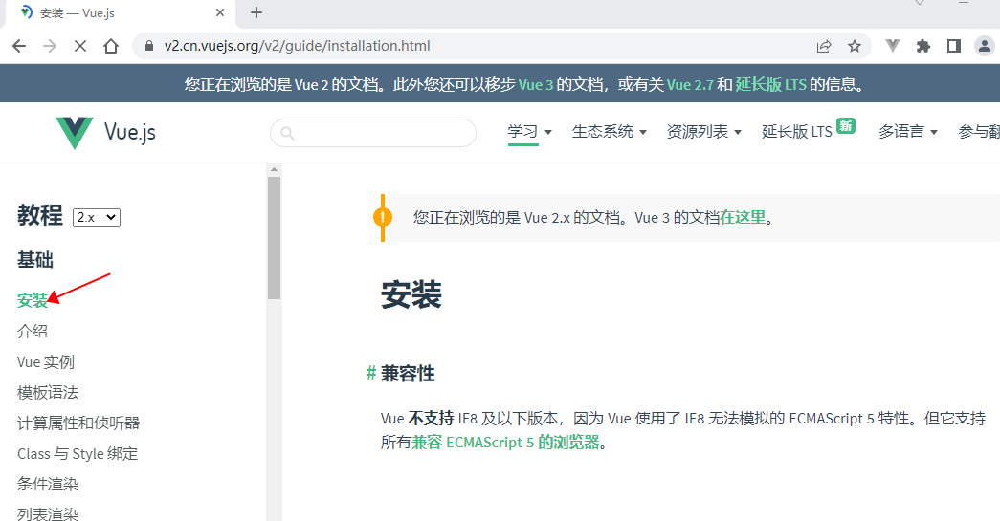 安装 — Vue.js
v2.cn.vuejs.org/v2/guide/installation.html
您正在浏览的是 Vue 2 的文档。此外您还可以移步 Vue 3 的文档，或有关 Vue 2.7 和 延长版 LTS 的信息。
Vue.js
学习 生态系统 资源列表 延长版 LTS 新 多语言 参与翻
教程 2.x
基础
安装
介绍
Vue 实例
模板语法
计算属性和侦听器
Class 与 Style 绑定
条件渲染
列表渲染
您正在浏览的是 Vue 2.x 的文档。Vue 3 的文档在这里。
安装
# 兼容性
Vue 不支持 IE8 及以下版本，因为 Vue 使用了 IE8 无法模拟的 ECMAScript 5 特性。但它支持
所有兼容 ECMAScript 5 的浏览器。